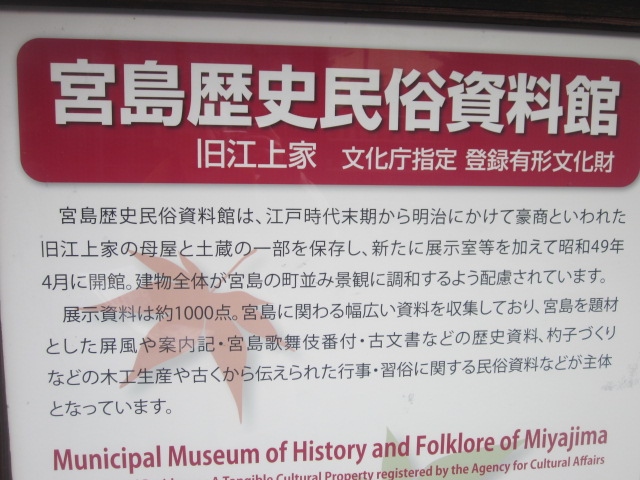 宮島歴史民俗資料館
旧江上家 文化庁指定 登録有形文化財
宮島歴史民俗資料館は、江戸時代末期から明治にかけて豪商といわれた
旧江上家の母屋と土蔵の一部を保存し、新たに展示室等を加えて昭和49年
4月に開館。建物全体が宮島の町並み景観に調和するよう配慮されています。
展示資料は約1000点。宮島に関わる幅広い資料を収集しており、宮島を題材
とした屏風や案内記・宮島歌舞伎番付・古文書などの歴史資料、杓子づくり
などの木工生産や古くから伝えられた行事・習俗に関する民俗資料などが主体
となっています。
Municipal Museum of History and Folklore of Miyajima
A Tangible Cultural Property registered by the Agency for Cultural Affairs